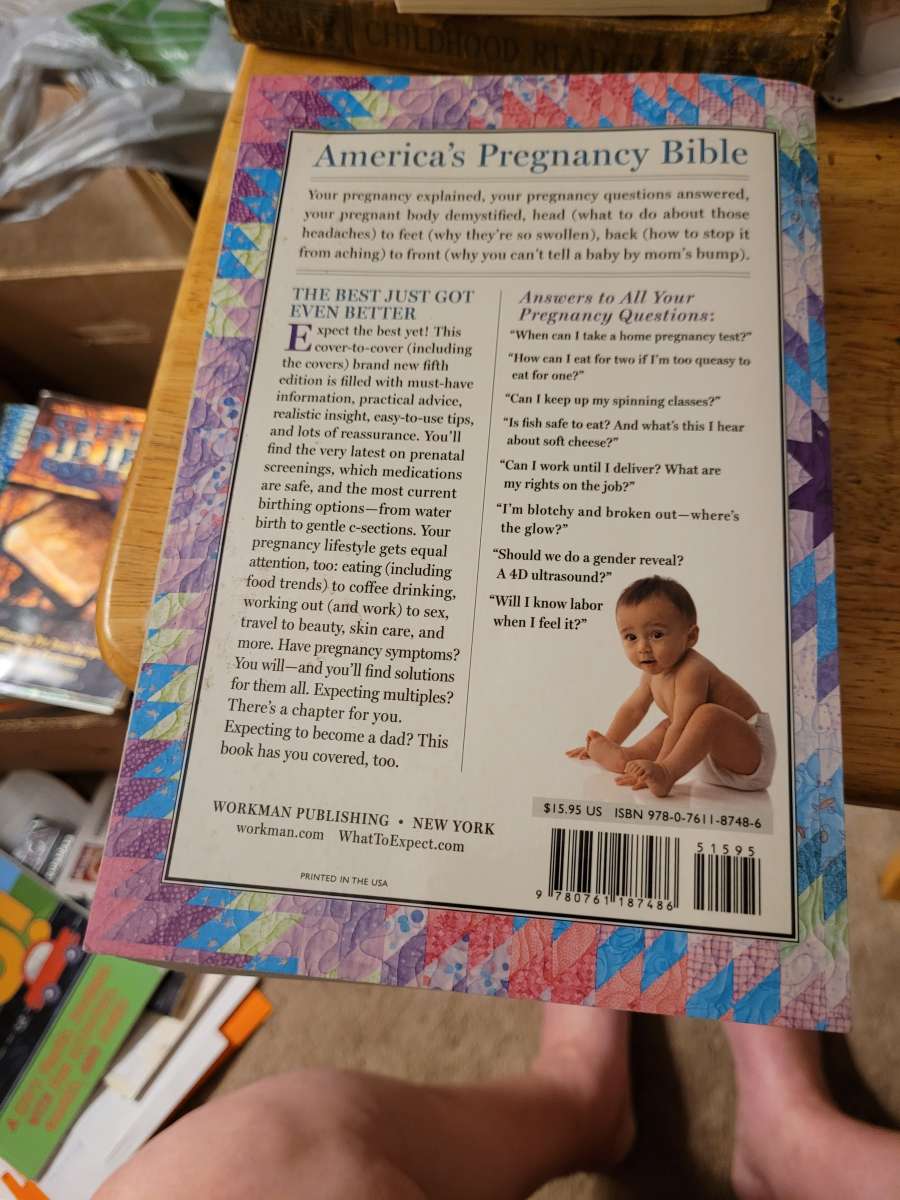 CHILDHOOD READER
America's Pregnancy Bible
Your pregnancy explained, your pregnancy questions answered,
your pregnant body demystified, head (what to do about those
headaches) to feet (why they're so swollen), back (how to stop it
from aching) to front (why you can't tell a baby by mom's bump).
THE BEST JUST GOT
EVEN BETTER
Expect the best yet! This
cover-to-cover (including
the covers) brand new fifth
edition is filled with must-have
information, practical advice,
realistic insight, easy-to-use tips,
and lots of reassurance. You'll
find the very latest on prenatal
screenings, which medications
are safe, and the most current
birthing options—from water
birth to gentle c-sections. Your
pregnancy lifestyle gets equal
attention, too: eating (including
food trends) to coffee drinking,
working out (and work) to sex,
travel to beauty, skin care, and
more. Have pregnancy symptoms?
You will—and you'll find solutions
for them all. Expecting multiples?
There's a chapter for you.
Expecting to become a dad? This
book has you covered, too.
Answers to All Your
Pregnancy Questions:
"When can I take a home pregnancy test?"
"How can I eat for two if I'm too queasy to
eat for one?"
"Can I keep up my spinning classes?"
"Is fish safe to eat? And what's this I hear
about soft cheese?"
"Can I work until I deliver? What are
my rights on the job?"
"I'm blotchy and broken out—where's
the glow?"
"Should we do a gender reveal?
A 4D ultrasound?"
"Will I know labor
when I feel it?"
WORKMAN PUBLISHING • NEW YORK
workman.com WhatToExpect.com
PRINTED IN THE USA
$15.95 US ISBN 978-0-7611-8748-6
51595
9 780761 187486